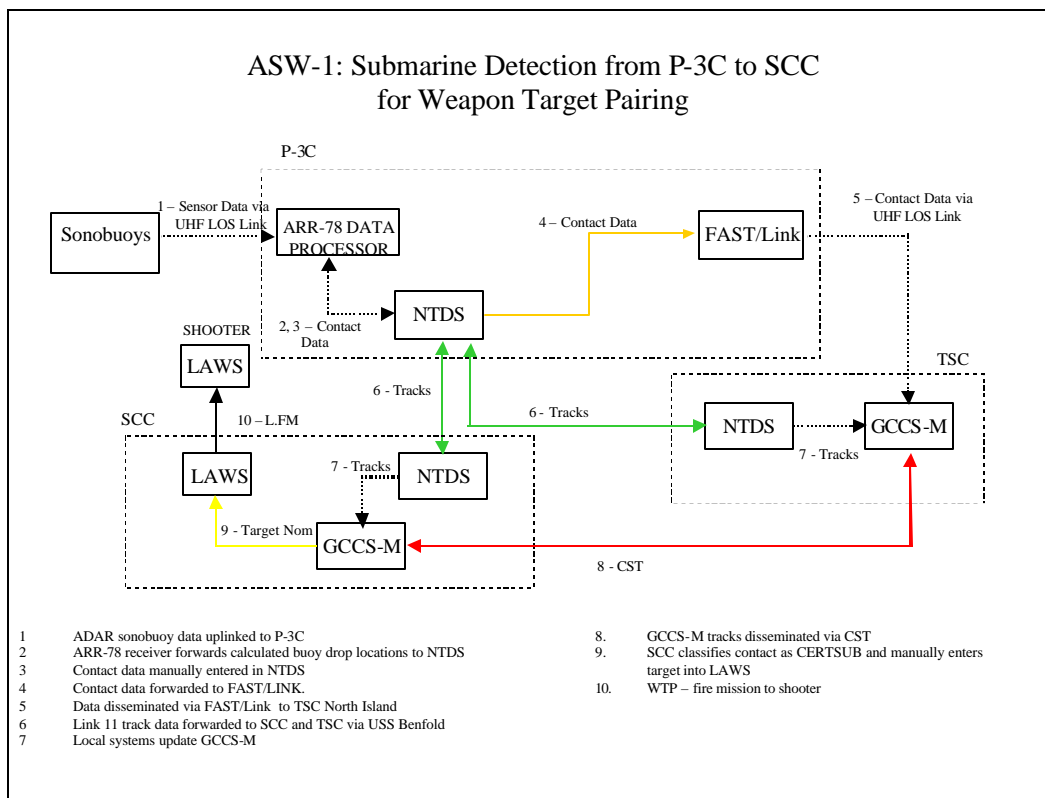 ASW-1: Submarine Detection from P-3C to SCC
for Weapon Target Pairing
P-3C
1 – Sensor Data via
UHF LOS Link
Sonobuoys
ARR-78 DATA
PROCESSOR
4 – Contact Data
FAST/Link
5 – Contact Data via
UHF LOS Link
2, 3 – Contact
Data
NTDS
SHOOTER
LAWS
6 - Tracks
6 - Tracks
TSC
NTDS
GCCS-M
7 - Tracks
10 – L.FM
SCC
LAWS
7 - Tracks
NTDS
9 - Target Nom
GCCS-M
8 - CST
1 ADAR sonobuoy data uplinked to P-3C
2 ARR-78 receiver forwards calculated buoy drop locations to NTDS
3 Contact data manually entered in NTDS
4 Contact data forwarded to FAST/LINK.
5 Data disseminated via FAST/Link to TSC North Island
6 Link 11 track data forwarded to SCC and TSC via USS Benfold
7 Local systems update GCCS-M
8. GCCS-M tracks disseminated via CST
9. SCC classifies contact as CERTSUB and manually enters
target into LAWS
10. WTP – fire mission to shooter